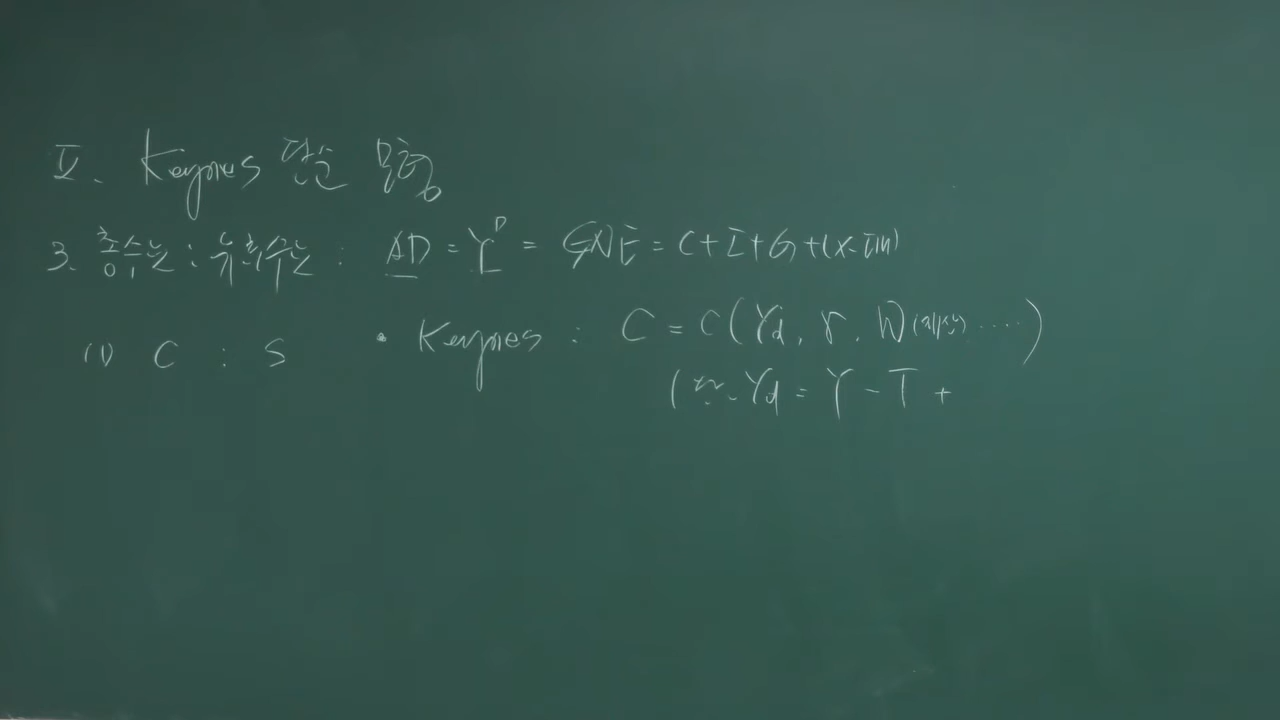 Ⅱ. Keynes 단순 모형
3. 총수요 : 유효수요 : AD = Y^D = GNE = C+I+G+(X-Im)
(1) C : S • Keynes : C = C(Yd, r, W(재산) ....)
( Yd = Y - T +